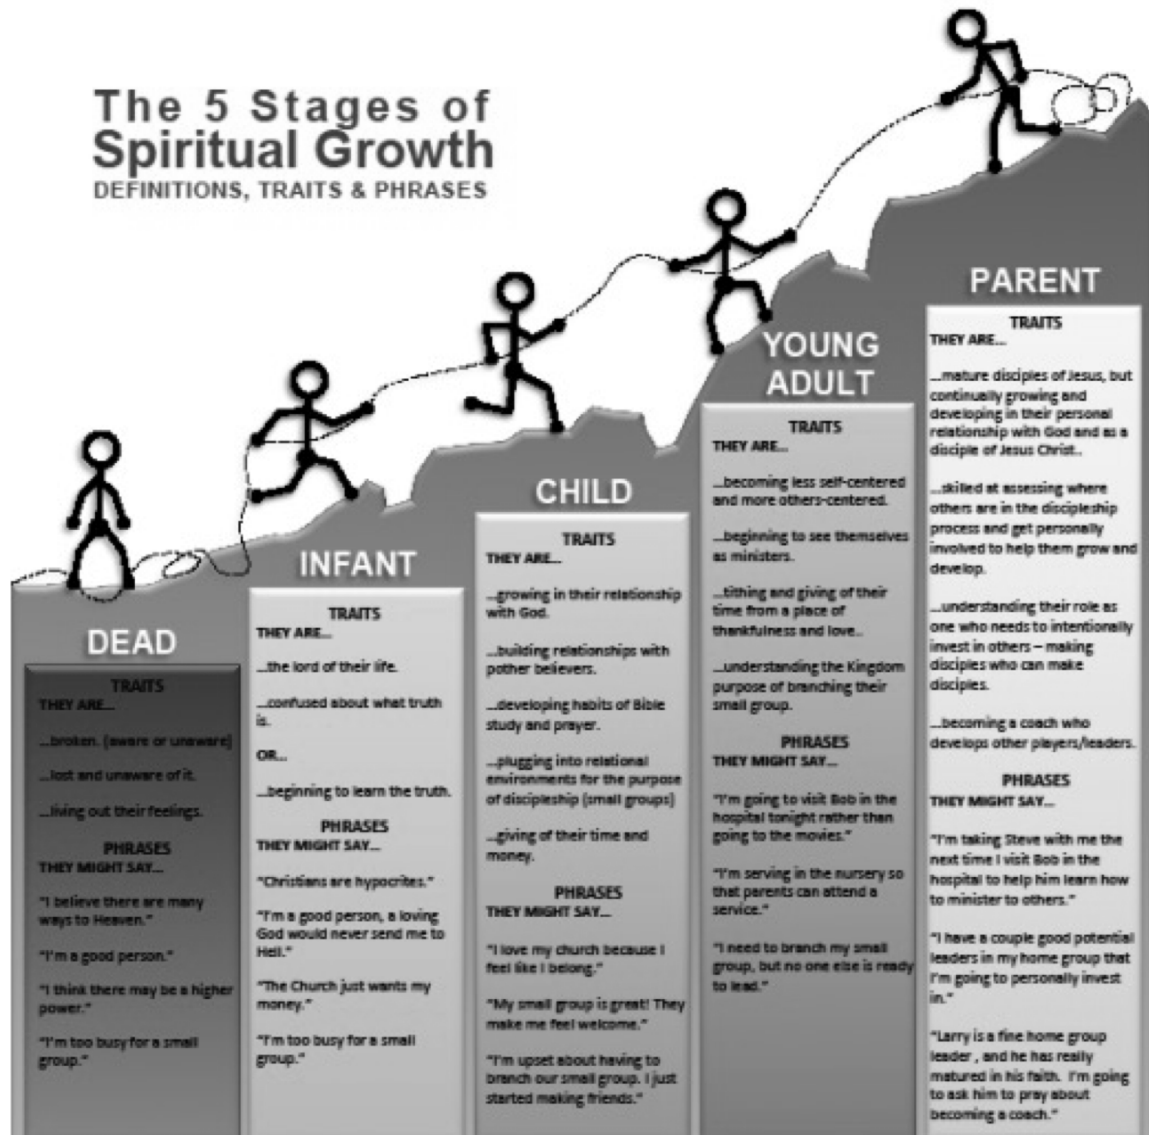 The 5 Stages of
Spiritual Growth
DEFINITIONS, TRAITS & PHRASES
DEAD
TRAITS
THEY ARE...
...broken. (aware or unaware)
...lost and unaware of it.
...living out their feelings.
PHRASES
THEY MIGHT SAY...
"I believe there are many
ways to Heaven."
"I'm a good person."
"I think there may be a higher
power."
"I'm too busy for a small
group."
INFANT
TRAITS
THEY ARE...
...the lord of their life.
...confused about what truth
is.
OR...
...beginning to learn the truth.
PHRASES
THEY MIGHT SAY...
"Christians are hypocrites."
"I'm a good person, a loving
God would never send me to
Hell."
"The Church just wants my
money."
"I'm too busy for a small
group."
CHILD
TRAITS
THEY ARE...
...growing in their relationship
with God.
...building relationships with
pother believers.
...developing habits of Bible
study and prayer.
...plugging into relational
environments for the purpose
of discipleship (small groups)
...giving of their time and
money.
PHRASES
THEY MIGHT SAY...
"I love my church because I
feel like I belong."
"My small group is great! They
make me feel welcome."
"I'm upset about having to
branch our small group. I just
started making friends."
YOUNG
ADULT
TRAITS
THEY ARE...
...becoming less self-centered
and more others-centered.
...beginning to see themselves
as ministers.
...tithing and giving of their
time from a place of
thankfulness and love..
...understanding the Kingdom
purpose of branching their
small group.
PHRASES
THEY MIGHT SAY...
"I'm going to visit Bob in the
hospital tonight rather than
going to the movies."
"I'm serving in the nursery so
that parents can attend a
service."
"I need to branch my small
group, but no one else is ready
to lead."
PARENT
TRAITS
THEY ARE...
...mature disciples of Jesus, but
continually growing and
developing in their personal
relationship with God and as a
disciple of Jesus Christ..
...skilled at assessing where
others are in the discipleship
process and get personally
involved to help them grow and
develop.
...understanding their role as
one who needs to intentionally
invest in others – making
disciples who can make
disciples.
...becoming a coach who
develops other players/leaders.
PHRASES
THEY MIGHT SAY...
"I'm taking Steve with me the
next time I visit Bob in the
hospital to help him learn how
to minister to others."
"I have a couple good potential
leaders in my home group that
I'm going to personally invest
in."
"Larry is a fine home group
leader , and he has really
matured in his faith. I'm going
to ask him to pray about
becoming a coach."